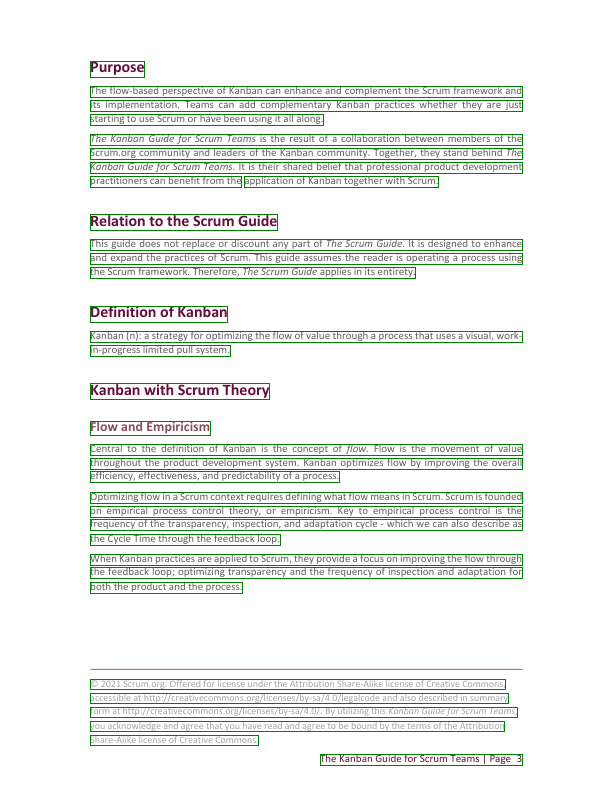 Purpose
The flow-based perspective of Kanban can enhance and complement the Scrum framework and
its implementation. Teams can add complementary Kanban practices whether they are just
starting to use Scrum or have been using it all along.
The Kanban Guide for Scrum Teams is the result of a collaboration between members of the
Scrum.org community and leaders of the Kanban community. Together, they stand behind The
Kanban Guide for Scrum Teams. It is their shared belief that professional product development
practitioners can benefit from the application of Kanban together with Scrum.
Relation to the Scrum Guide
This guide does not replace or discount any part of The Scrum Guide. It is designed to enhance
and expand the practices of Scrum. This guide assumes the reader is operating a process using
the Scrum framework. Therefore, The Scrum Guide applies in its entirety.
Definition of Kanban
Kanban (n): a strategy for optimizing the flow of value through a process that uses a visual, work-
in-progress limited pull system.
Kanban with Scrum Theory
Flow and Empiricism
Central to the definition of Kanban is the concept of flow. Flow is the movement of value
throughout the product development system. Kanban optimizes flow by improving the overall
efficiency, effectiveness, and predictability of a process.
Optimizing flow in a Scrum context requires defining what flow means in Scrum. Scrum is founded
on empirical process control theory, or empiricism. Key to empirical process control is the
frequency of the transparency, inspection, and adaptation cycle - which we can also describe as
the Cycle Time through the feedback loop.
When Kanban practices are applied to Scrum, they provide a focus on improving the flow through
the feedback loop; optimizing transparency and the frequency of inspection and adaptation for
both the product and the process.
© 2021 Scrum.org. Offered for license under the Attribution Share-Alike license of Creative Commons,
accessible at http://creativecommons.org/licenses/by-sa/4.0/legalcode and also described in summary
form at http://creativecommons.org/licenses/by-sa/4.0/. By utilizing this Kanban Guide for Scrum Teams,
you acknowledge and agree that you have read and agree to be bound by the terms of the Attribution
Share-Alike license of Creative Commons.
The Kanban Guide for Scrum Teams | Page 3